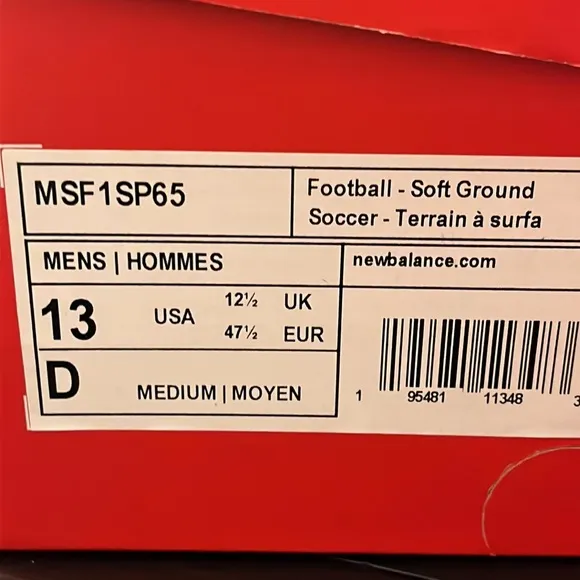 MSF1SP65
Football - Soft Ground
Soccer - Terrain à surfa
MENS | HOMMES
newbalance.com
13 USA 12½ UK
47½ EUR
D MEDIUM | MOYEN
1 95481 11348 3